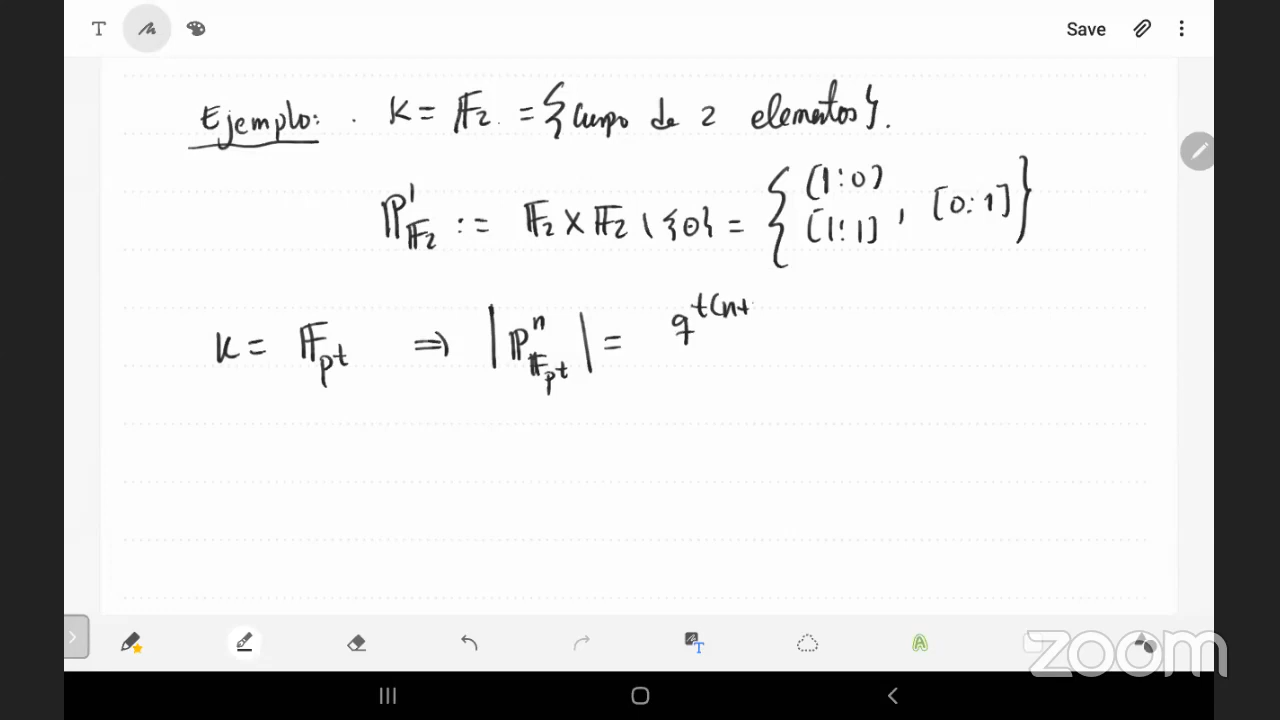 T Save
Ejemplo: . K = 𝔽₂ = {Cuerpo de 2 elementos}.
ℙ¹_𝔽₂ := 𝔽₂ × 𝔽₂ \ {0} = { [1:0) [1:1] , [0:1] }
K = 𝔽_{p^t} ⇒ |ℙⁿ_{𝔽_{p^t}}| = q^{t(n+
zoom